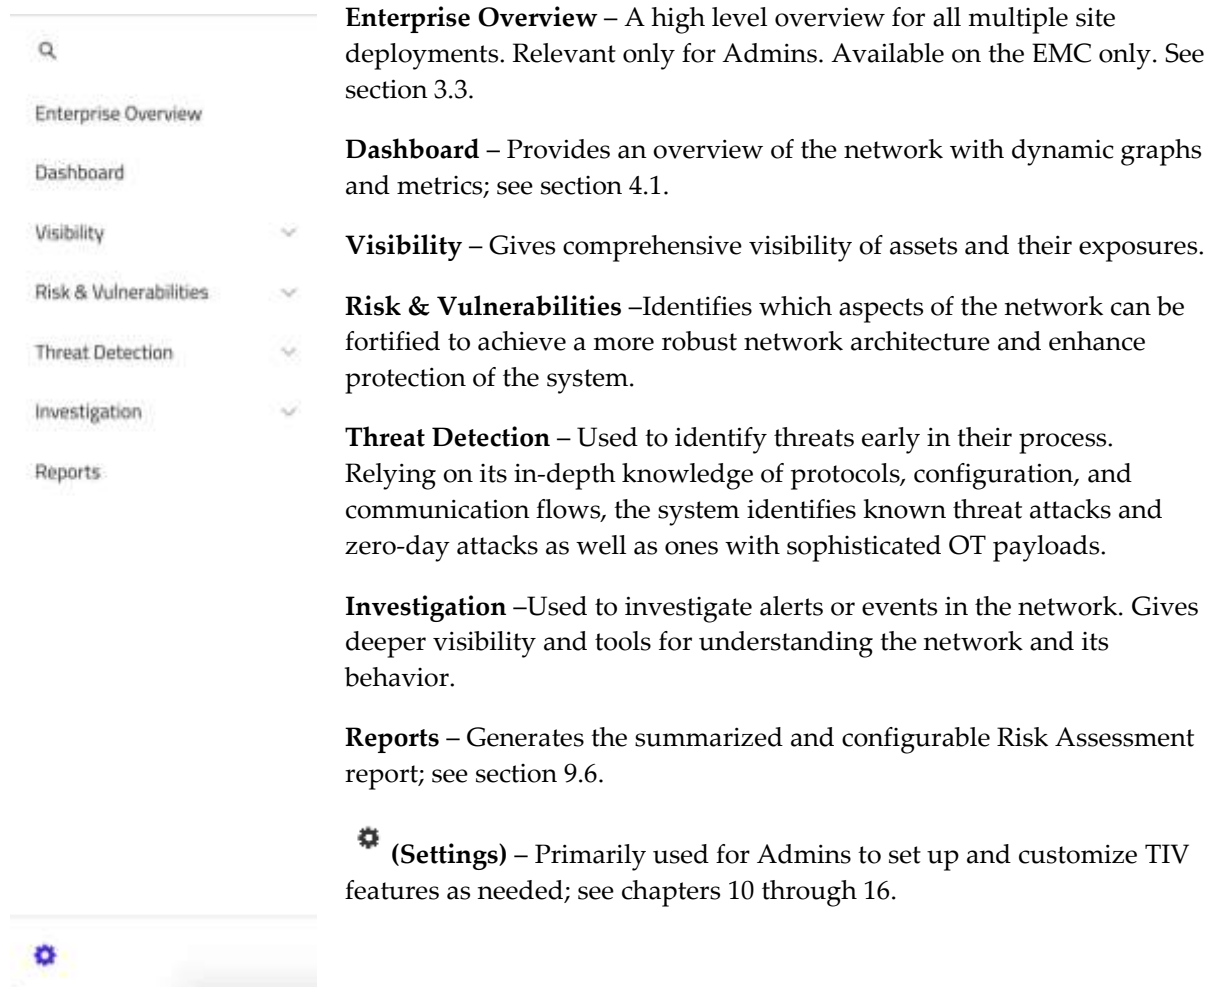 Enterprise Overview
Dashboard
Visibility
Risk & Vulnerabilities
Threat Detection
Investigation
Reports
Enterprise Overview – A high level overview for all multiple site
deployments. Relevant only for Admins. Available on the EMC only. See
section 3.3.
Dashboard – Provides an overview of the network with dynamic graphs
and metrics; see section 4.1.
Visibility – Gives comprehensive visibility of assets and their exposures.
Risk & Vulnerabilities –Identifies which aspects of the network can be
fortified to achieve a more robust network architecture and enhance
protection of the system.
Threat Detection – Used to identify threats early in their process.
Relying on its in-depth knowledge of protocols, configuration, and
communication flows, the system identifies known threat attacks and
zero-day attacks as well as ones with sophisticated OT payloads.
Investigation –Used to investigate alerts or events in the network. Gives
deeper visibility and tools for understanding the network and its
behavior.
Reports – Generates the summarized and configurable Risk Assessment
report; see section 9.6.
(Settings) – Primarily used for Admins to set up and customize TIV
features as needed; see chapters 10 through 16.